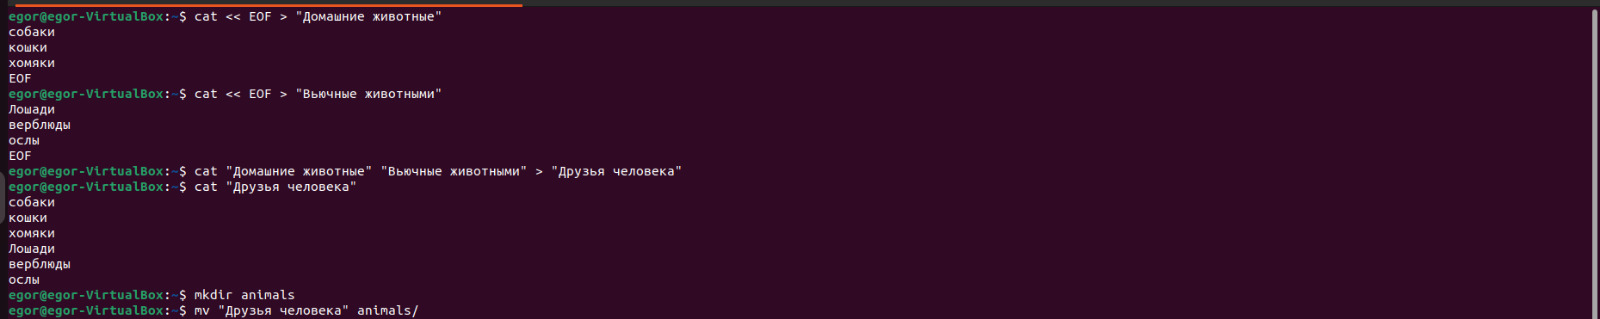 egor@egor-VirtualBox:~$ cat << EOF > "Домашние животные"
собаки
кошки
хомяки
EOF
egor@egor-VirtualBox:~$ cat << EOF > "Вьючные животными"
Лошади
верблюды
ослы
EOF
egor@egor-VirtualBox:~$ cat "Домашние животные" "Вьючные животными" > "Друзья человека"
egor@egor-VirtualBox:~$ cat "Друзья человека"
собаки
кошки
хомяки
Лошади
верблюды
ослы
egor@egor-VirtualBox:~$ mkdir animals
egor@egor-VirtualBox:~$ mv "Друзья человека" animals/